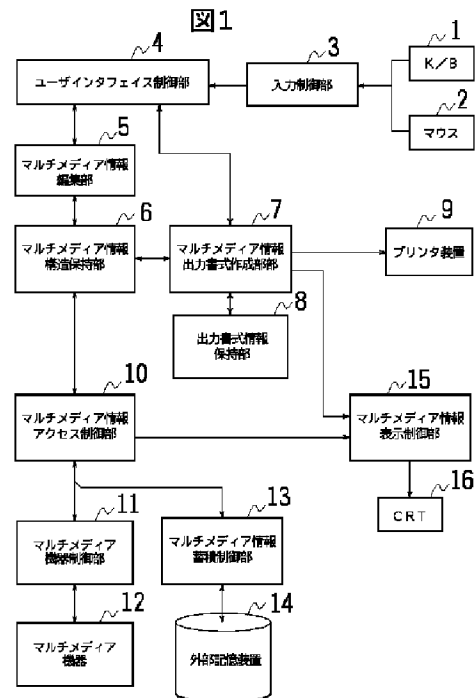 図1
4
ユーザインタフェイス制御部
3
入力制御部
1
K／B
2
マウス
5
マルチメディア情報
編集部
6
マルチメディア情報
構造保持部
7
マルチメディア情報
出力書式作成部部
9
プリンタ装置
8
出力書式情報
保持部
10
マルチメディア情報
アクセス制御部
15
マルチメディア情報
表示制御部
16
CRT
11
マルチメディア
機器制御部
13
マルチメディア情報
蓄積制御部
12
マルチメディア
機器
14
外部記憶装置